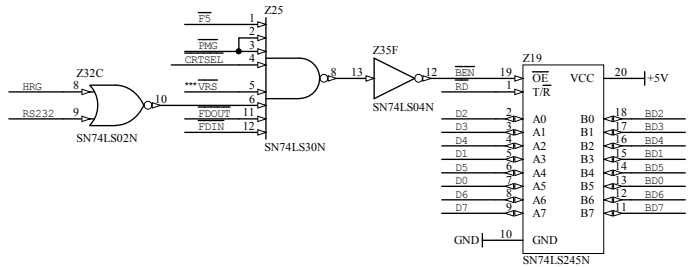 Z25
F5 1
2
PMG 3
CRTSEL 4
***VRS 5
6
FDOUT 11
FDIN 12
8
SN74LS30N
Z32C
HRG 8
RS232 9
10
SN74LS02N
Z35F
13 12
SN74LS04N
Z19
BEN 19 OE VCC 20 +5V
RD 1 T/R
D2 2 A0 B0 18 BD2
D3 3 A1 B1 17 BD3
D4 4 A2 B2 16 BD4
D1 5 A3 B3 15 BD1
D5 6 A4 B4 14 BD5
D0 7 A5 B5 13 BD0
D6 8 A6 B6 12 BD6
D7 9 A7 B7 11 BD7
GND 10 GND
SN74LS245N